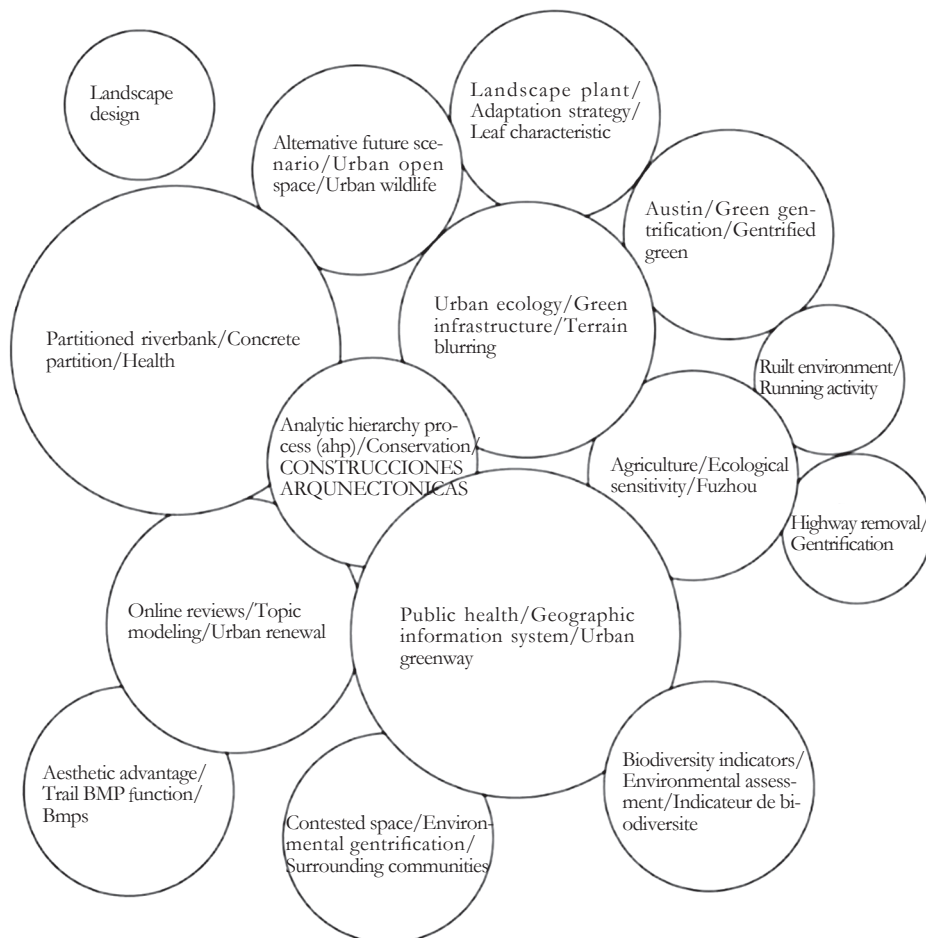 Landscape
design
Alternative future sce-
nario/Urban open
space/Urban wildlife
Landscape plant/
Adaptation strategy/
Leaf characteristic
Austin/Green gen-
trification/Gentrified
green
Partitioned riverbank/Concrete
partition/Health
Urban ecology/Green
infrastructure/Terrain
blurring
Ruilt environment/
Running activity
Analytic hierarchy pro-
cess (ahp)/Conservation/
CONSTRUCCIONES
ARQUNECTONICAS
Agriculture/Ecological
sensitivity/Fuzhou
Highway removal/
Gentrification
Online reviews/Topic
modeling/Urban renewal
Public health/Geographic
information system/Urban
greenway
Aesthetic advantage/
Trail BMP function/
Bmps
Contested space/Environ-
mental gentrification/
Surrounding communities
Biodiversity indicators/
Environmental assess-
ment/Indicateur de bi-
odiversite